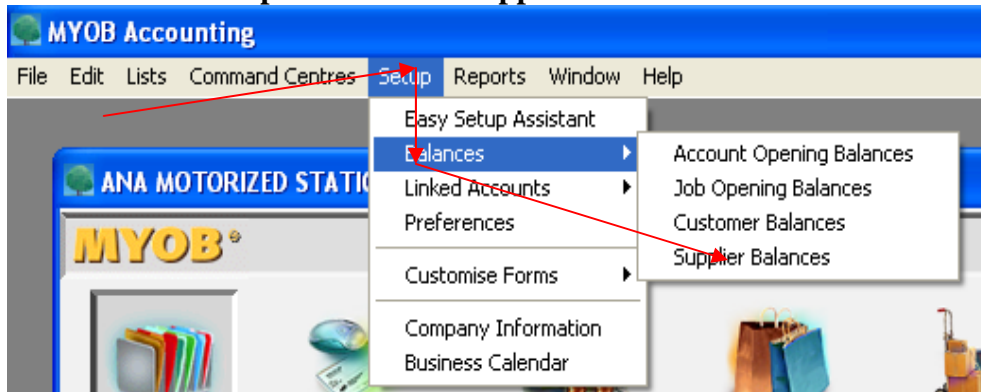 MYOB Accounting
File Edit Lists Command Centres Setup Reports Window Help
Easy Setup Assistant
Balances
Linked Accounts
Preferences
Customise Forms
Company Information
Business Calendar
Account Opening Balances
Job Opening Balances
Customer Balances
Supplier Balances
ANA MOTORIZED
MYOB®